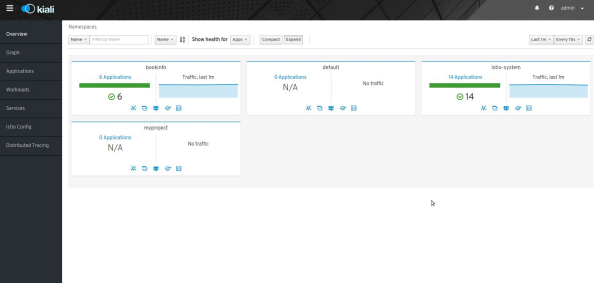 kiali
admin
Namespaces
Overview
Name Filter by Name Name Show health for Apps Compact Expand Last 1m Every 15s
Graph
Applications
Workloads
Services
Istio Config
Distributed Tracing
bookinfo
6 Applications Traffic, last 1m
6
default
0 Applications
N/A No traffic
istio-system
14 Applications Traffic, last 1m
14
myproject
0 Applications
N/A No traffic